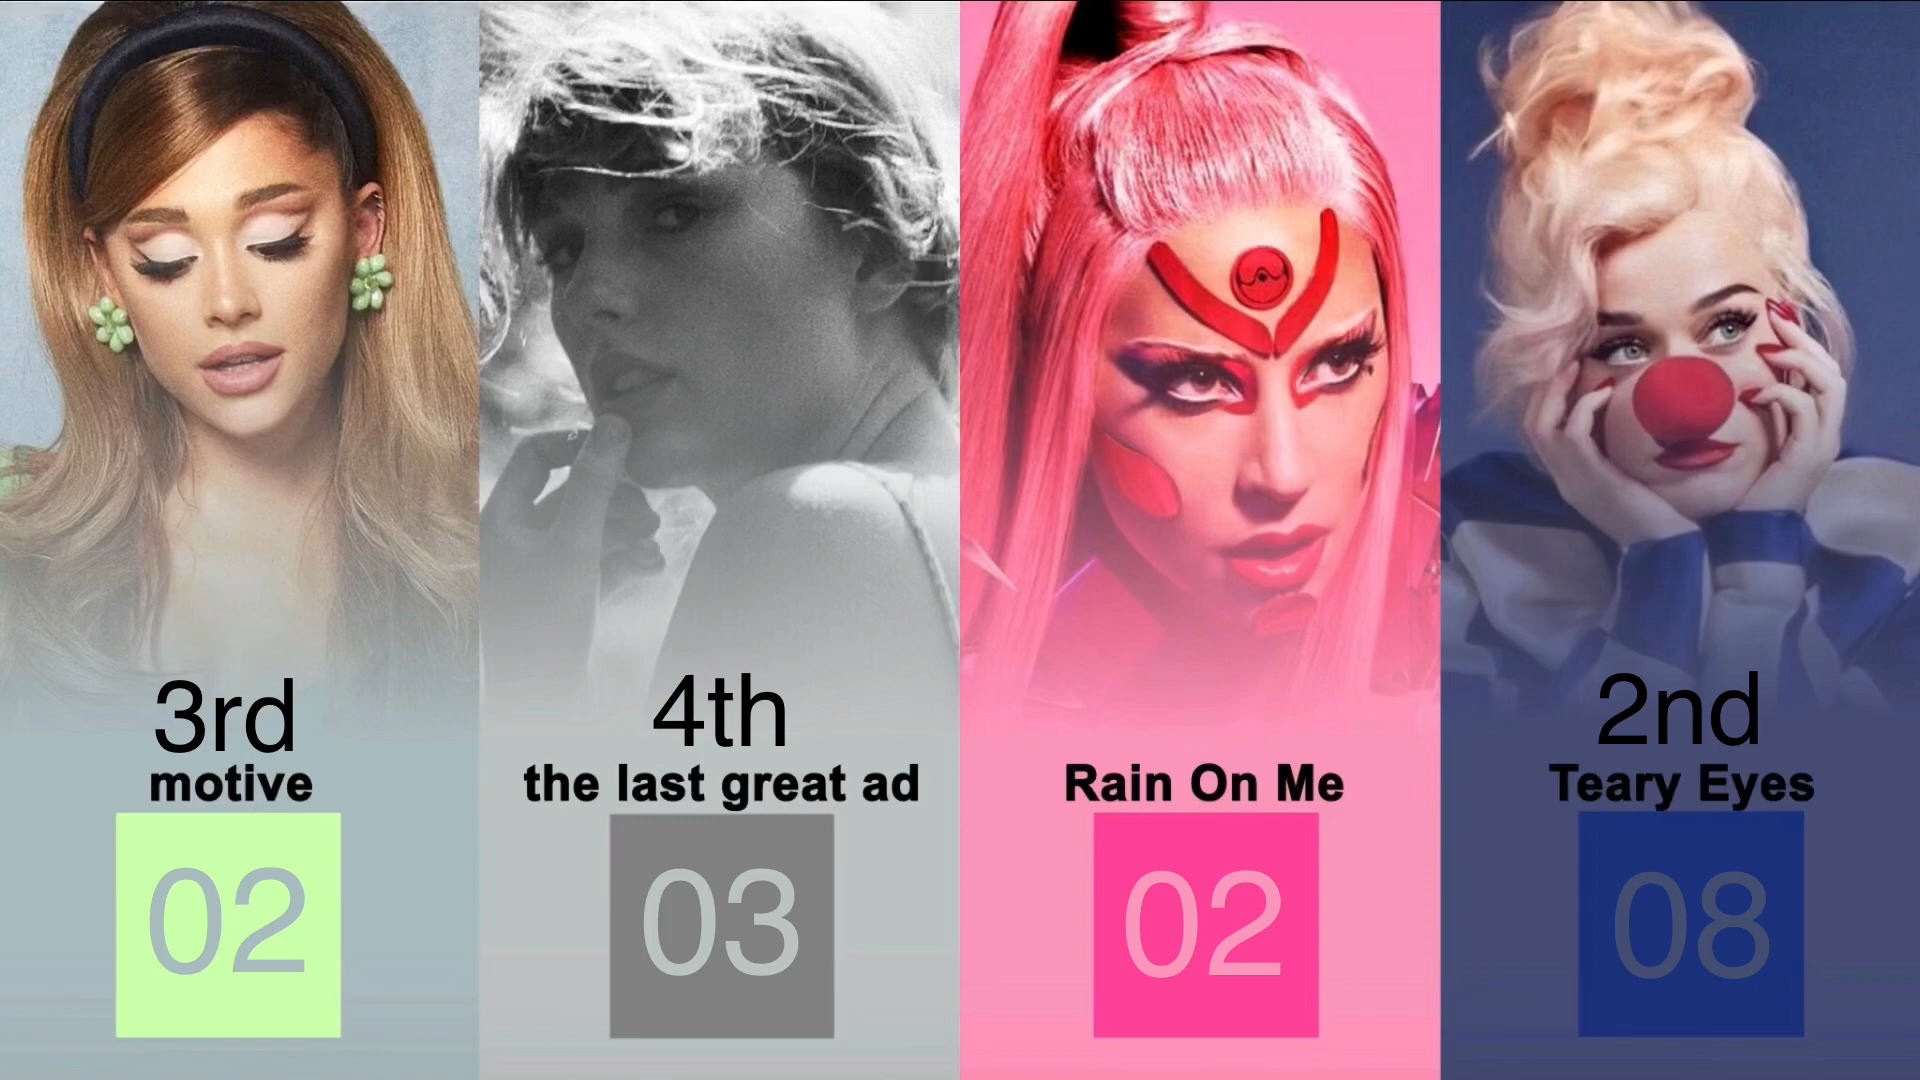 3rd
motive
02
4th
the last great ad
03
Rain On Me
02
2nd
Teary Eyes
08